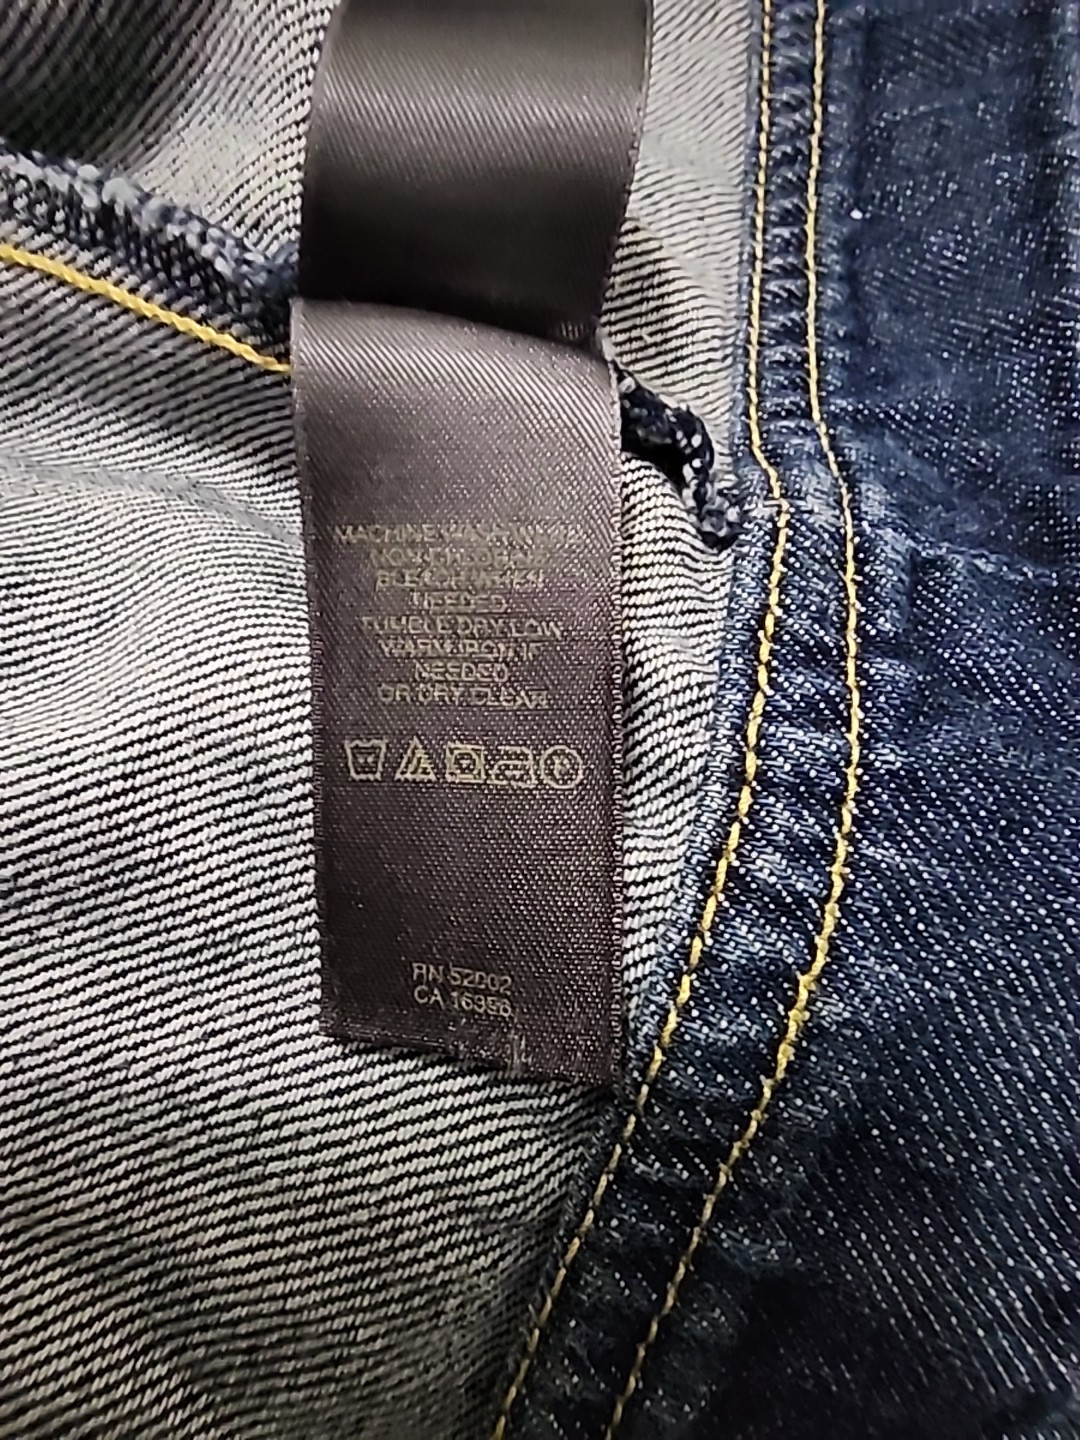 MACHINE WASH WARM
NON-CHLORINE
BLEACH WHEN
NEEDED
TUMBLE DRY LOW
WARM IRON IF
NEEDED
OR DRY CLEAN
RN 52002
CA 16356